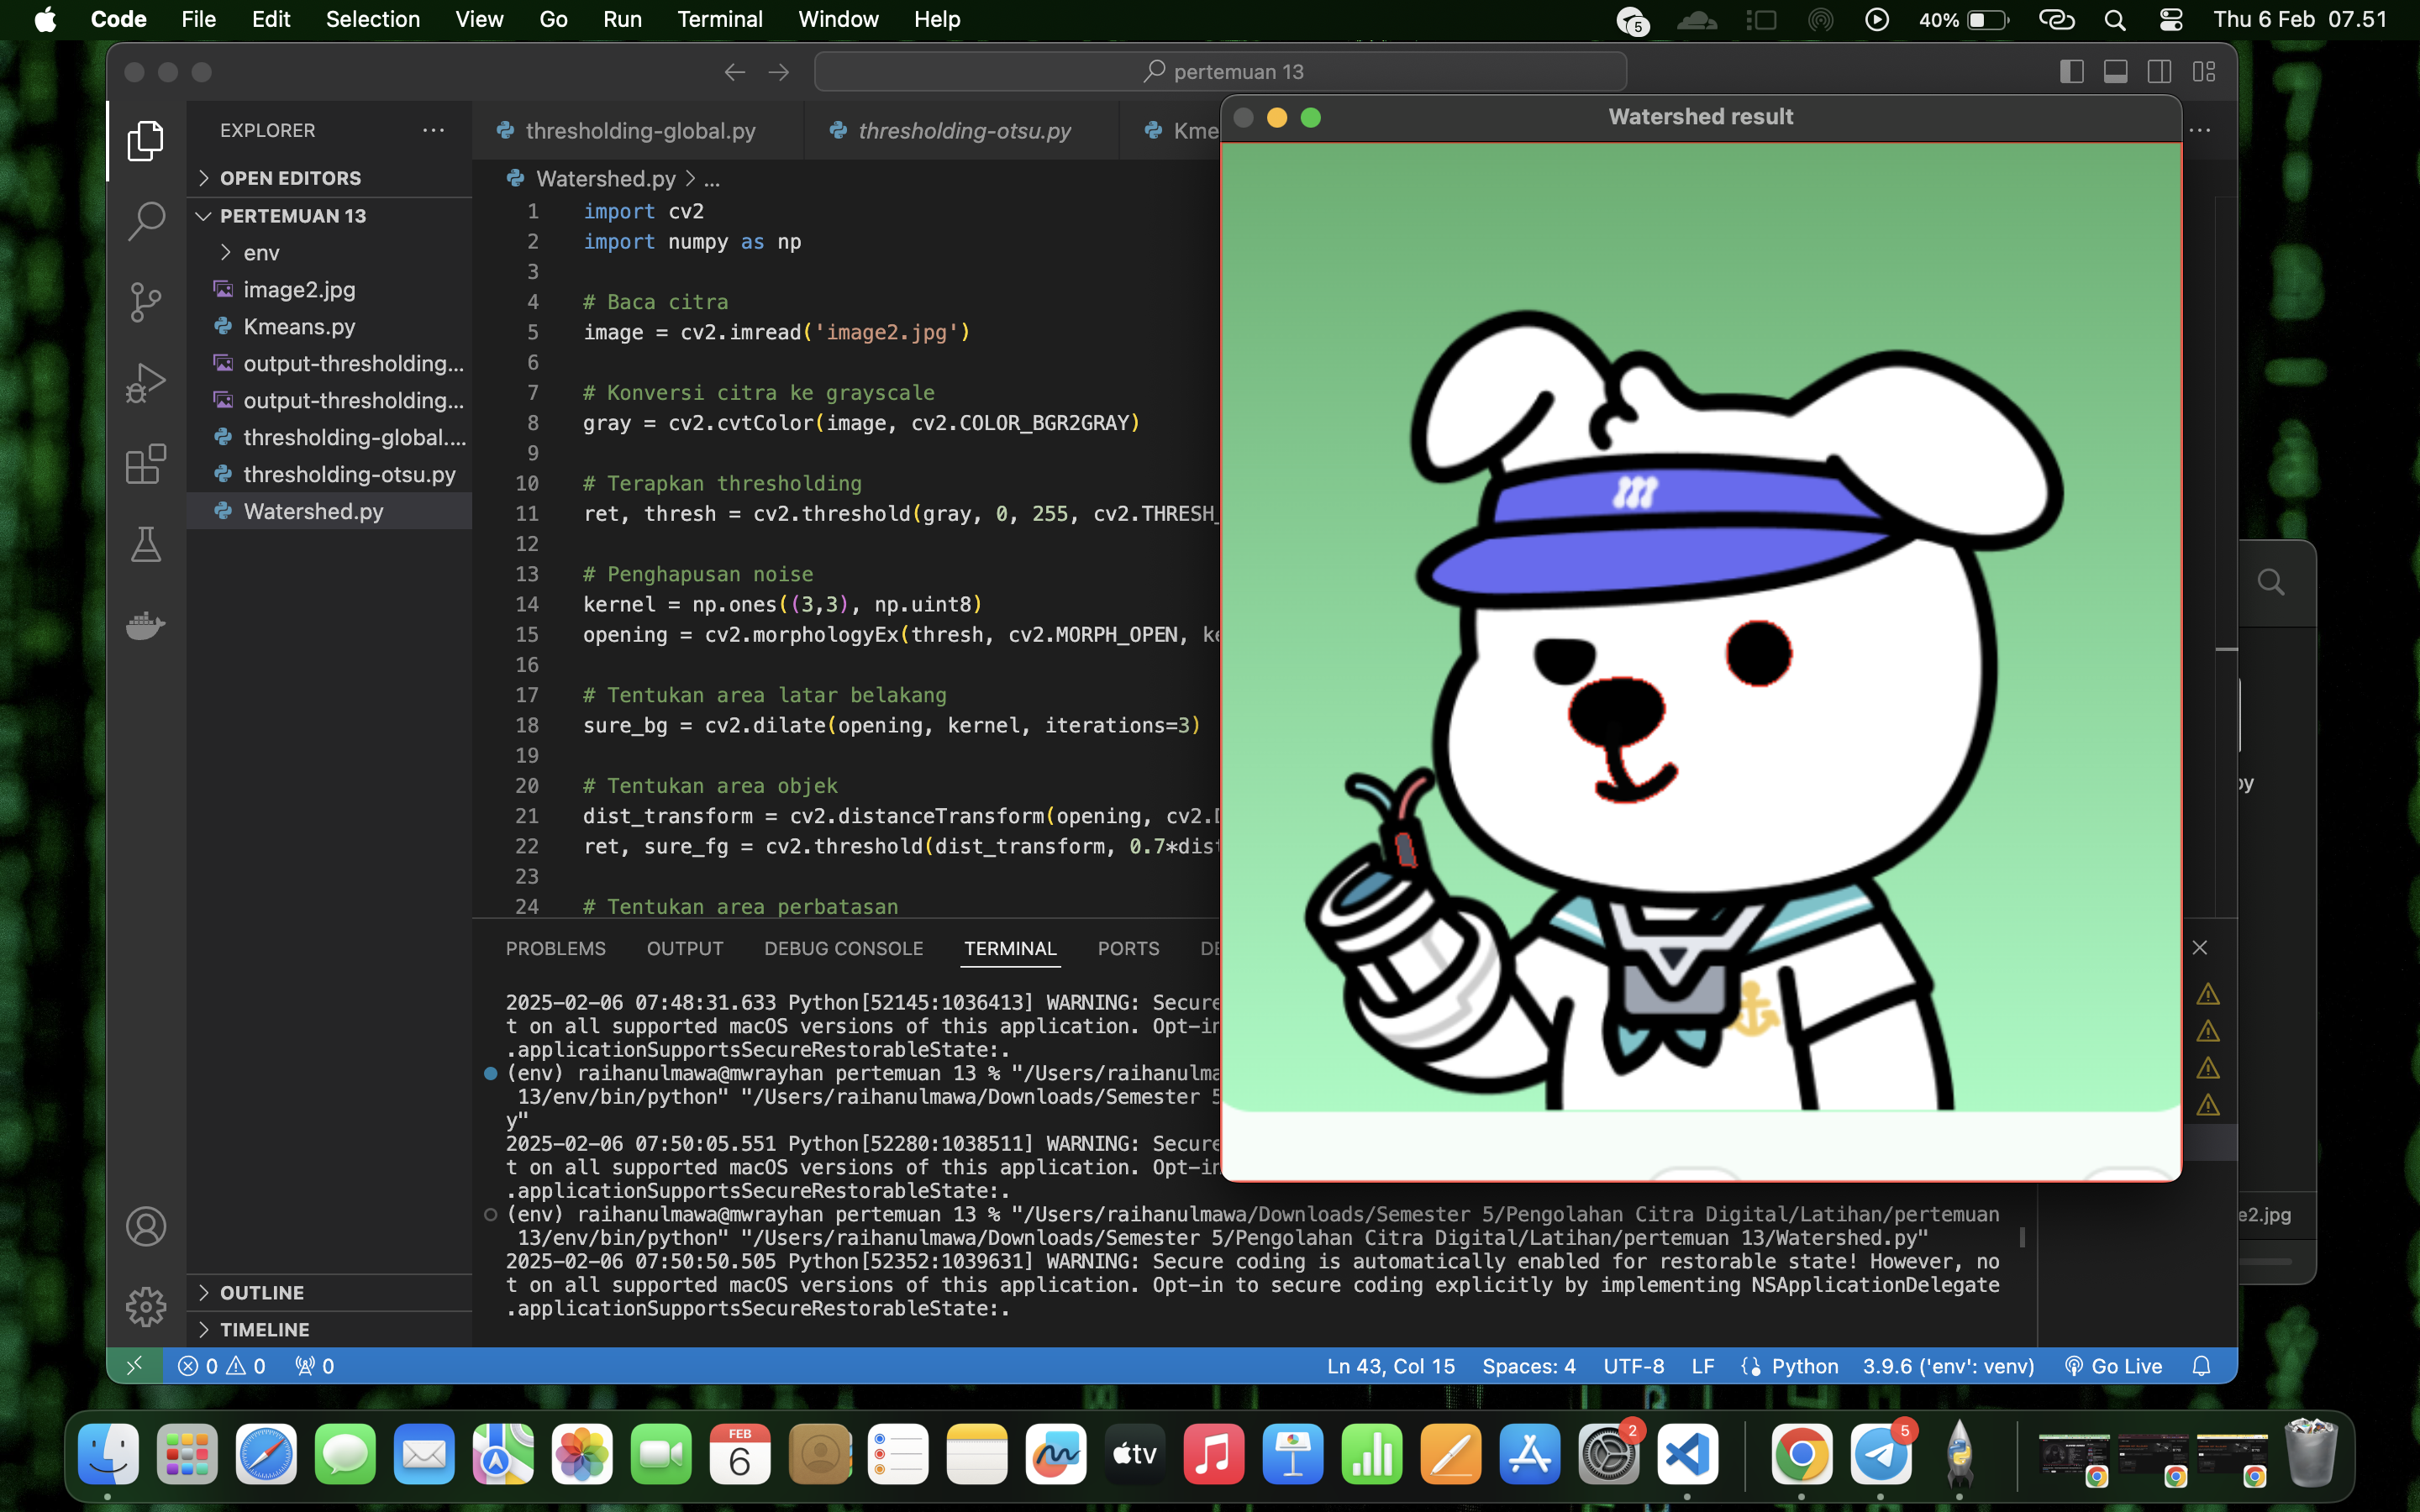 Code File Edit Selection View Go Run Terminal Window Help
5
40%
Thu 6 Feb 07.51
pertemuan 13
EXPLORER
OPEN EDITORS
PERTEMUAN 13
env
image2.jpg
Kmeans.py
output-thresholding...
output-thresholding...
thresholding-global....
thresholding-otsu.py
Watershed.py
OUTLINE
TIMELINE
thresholding-global.py thresholding-otsu.py Kme
Watershed.py > ...
1 import cv2
2 import numpy as np
3
4 # Baca citra
5 image = cv2.imread('image2.jpg')
6
7 # Konversi citra ke grayscale
8 gray = cv2.cvtColor(image, cv2.COLOR_BGR2GRAY)
9
10 # Terapkan thresholding
11 ret, thresh = cv2.threshold(gray, 0, 255, cv2.THRESH_
12
13 # Penghapusan noise
14 kernel = np.ones((3,3), np.uint8)
15 opening = cv2.morphologyEx(thresh, cv2.MORPH_OPEN, ke
16
17 # Tentukan area latar belakang
18 sure_bg = cv2.dilate(opening, kernel, iterations=3)
19
20 # Tentukan area objek
21 dist_transform = cv2.distanceTransform(opening, cv2.D
22 ret, sure_fg = cv2.threshold(dist_transform, 0.7*dist
23
24 # Tentukan area perbatasan
Watershed result
PROBLEMS OUTPUT DEBUG CONSOLE TERMINAL PORTS DE
2025-02-06 07:48:31.633 Python[52145:1036413] WARNING: Secure
t on all supported macOS versions of this application. Opt-in
.applicationSupportsSecureRestorableState:.
(env) raihanulmawa@mwrayhan pertemuan 13 % "/Users/raihanulma
13/env/bin/python" "/Users/raihanulmawa/Downloads/Semester 5
y"
2025-02-06 07:50:05.551 Python[52280:1038511] WARNING: Secure
t on all supported macOS versions of this application. Opt-in
.applicationSupportsSecureRestorableState:.
(env) raihanulmawa@mwrayhan pertemuan 13 % "/Users/raihanulmawa/Downloads/Semester 5/Pengolahan Citra Digital/Latihan/pertemuan
13/env/bin/python" "/Users/raihanulmawa/Downloads/Semester 5/Pengolahan Citra Digital/Latihan/pertemuan 13/Watershed.py"
2025-02-06 07:50:50.505 Python[52352:1039631] WARNING: Secure coding is automatically enabled for restorable state! However, no
t on all supported macOS versions of this application. Opt-in to secure coding explicitly by implementing NSApplicationDelegate
.applicationSupportsSecureRestorableState:.
py
e2.jpg
0 0 0
Ln 43, Col 15 Spaces: 4 UTF-8 LF Python 3.9.6 ('env': venv) Go Live
FEB
6
tv
2
5